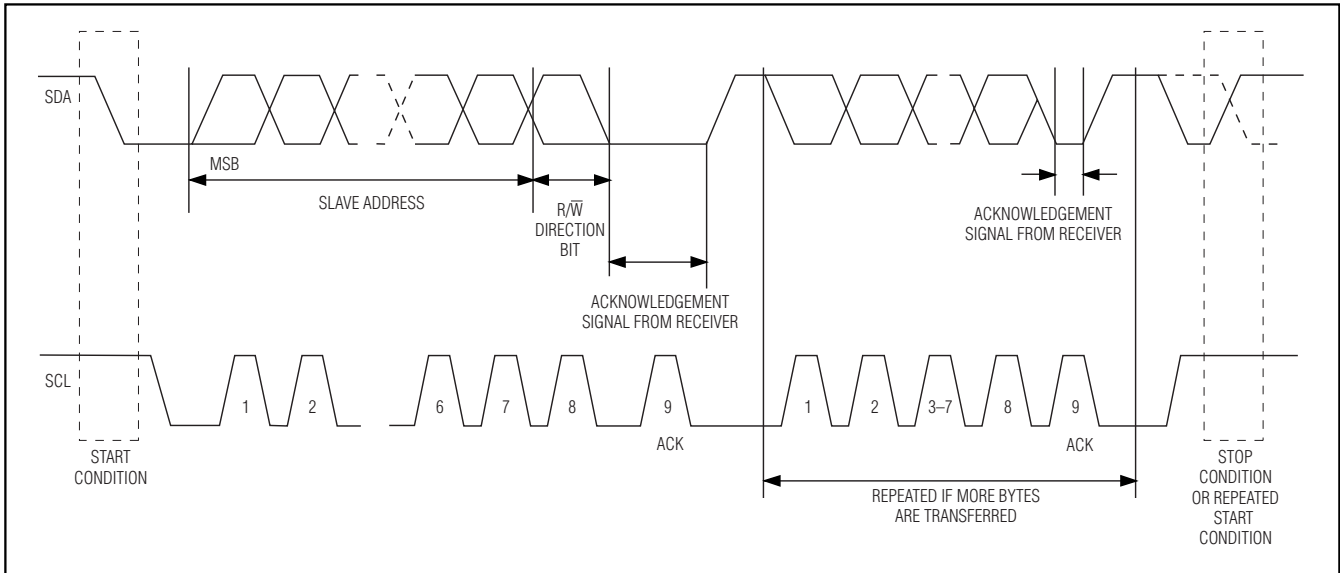 SDA
MSB
SLAVE ADDRESS
R/W̅
DIRECTION
BIT
ACKNOWLEDGEMENT
SIGNAL FROM RECEIVER
ACKNOWLEDGEMENT
SIGNAL FROM RECEIVER
SCL
1 2 6 7 8 9 1 2 3–7 8 9
ACK ACK
START
CONDITION
REPEATED IF MORE BYTES
ARE TRANSFERRED
STOP
CONDITION
OR REPEATED
START
CONDITION